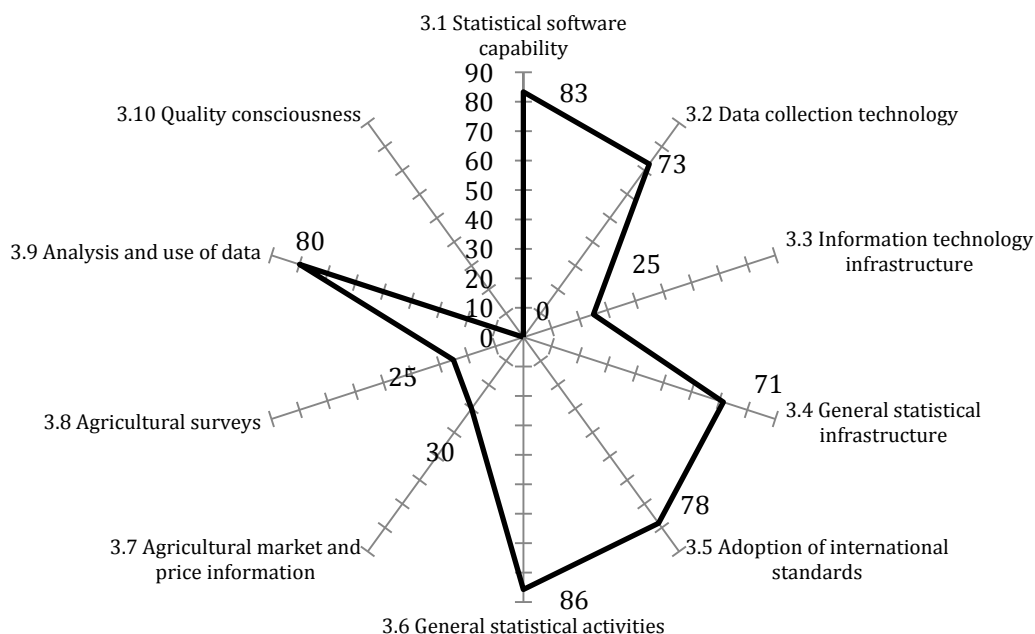 3.1 Statistical software
capability
90
80
70
60
50
40
30
20
10
0
83
3.2 Data collection technology
73
3.3 Information technology
infrastructure
25
3.4 General statistical
infrastructure
71
3.5 Adoption of international
standards
78
3.6 General statistical activities
86
3.7 Agricultural market and
price information
30
3.8 Agricultural surveys
25
3.9 Analysis and use of data
80
3.10 Quality consciousness
0